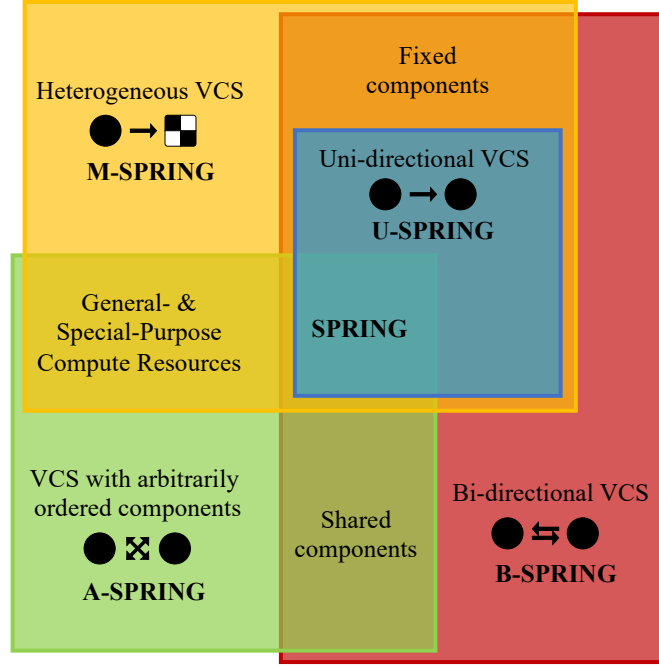 Heterogeneous VCS
M-SPRING
Fixed
components
Uni-directional VCS
U-SPRING
General- &
Special-Purpose
Compute Resources
SPRING
VCS with arbitrarily
ordered components
A-SPRING
Shared
components
Bi-directional VCS
B-SPRING